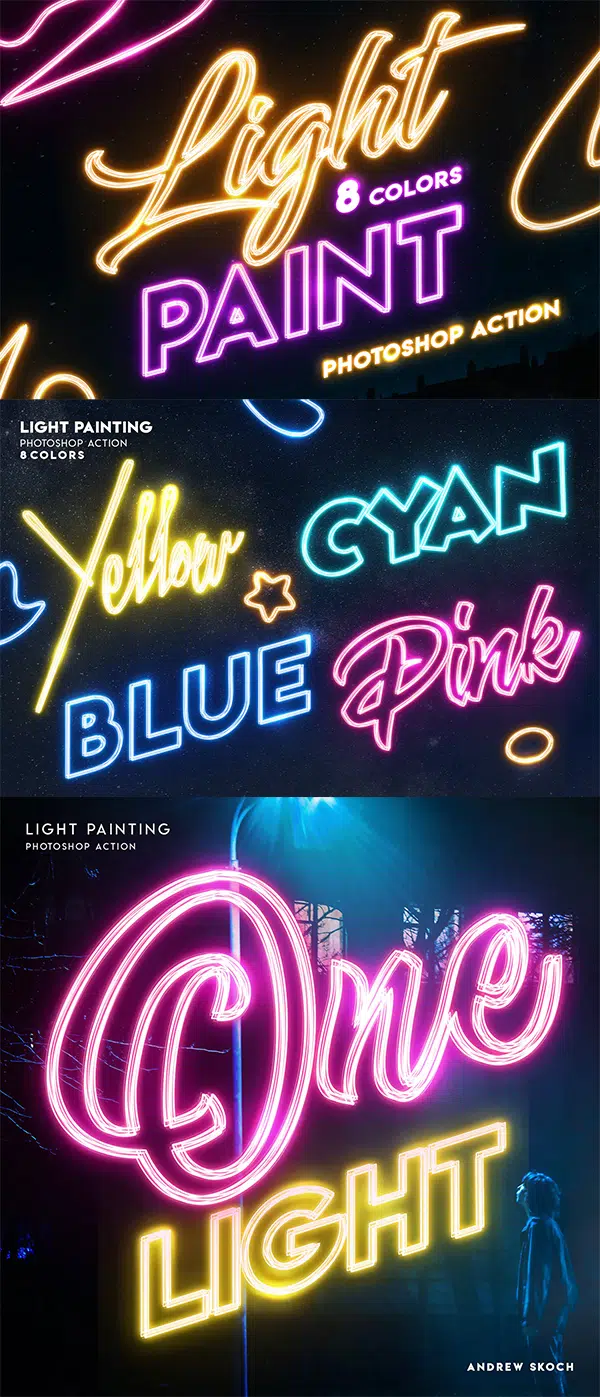 Light
8 COLORS
PAINT
PHOTOSHOP ACTION
LIGHT PAINTING
PHOTOSHOP ACTION
8 COLORS
Yellow
CYAN
BLUE
Pink
LIGHT PAINTING
PHOTOSHOP ACTION
One
LIGHT
ANDREW SKOCH